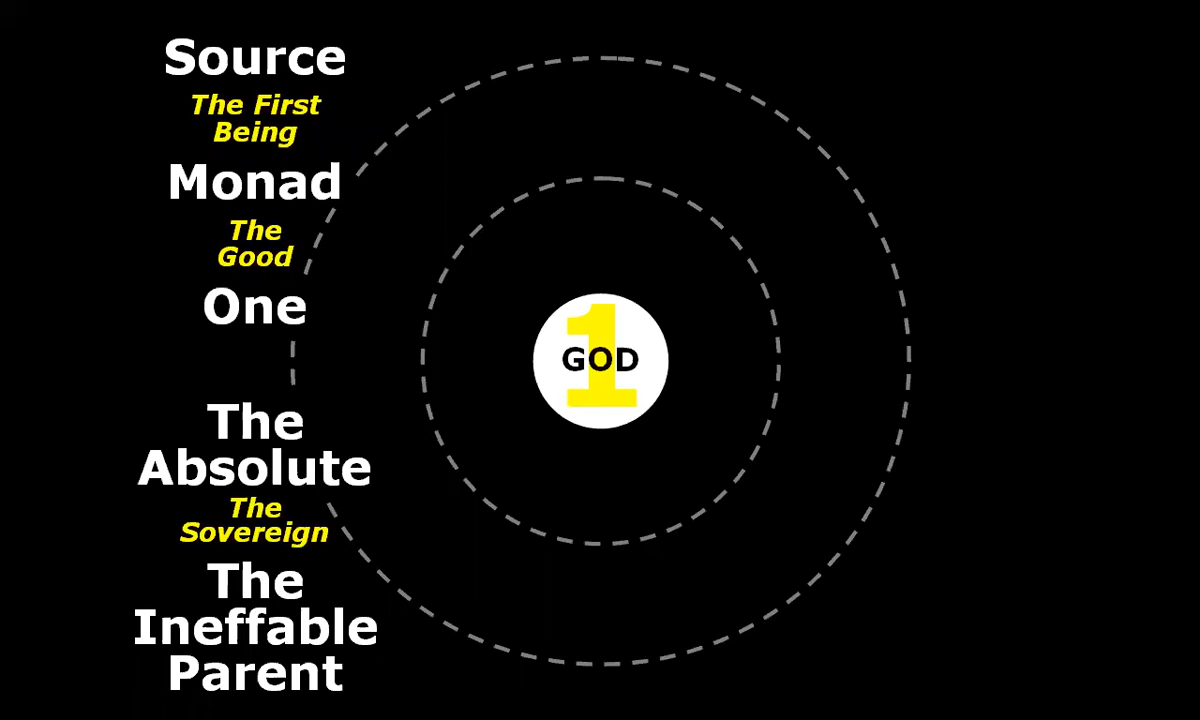 Source
The First
Being
Monad
The
Good
One
1
GOD
The
Absolute
The
Sovereign
The
Ineffable
Parent